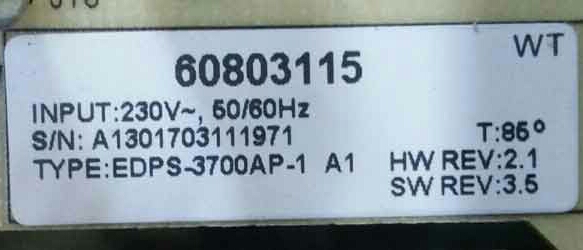 WT
60803115
INPUT:230V~, 50/60Hz
S/N: A1301703111971
T:85°
TYPE:EDPS-3700AP-1 A1
HW REV:2.1
SW REV:3.5